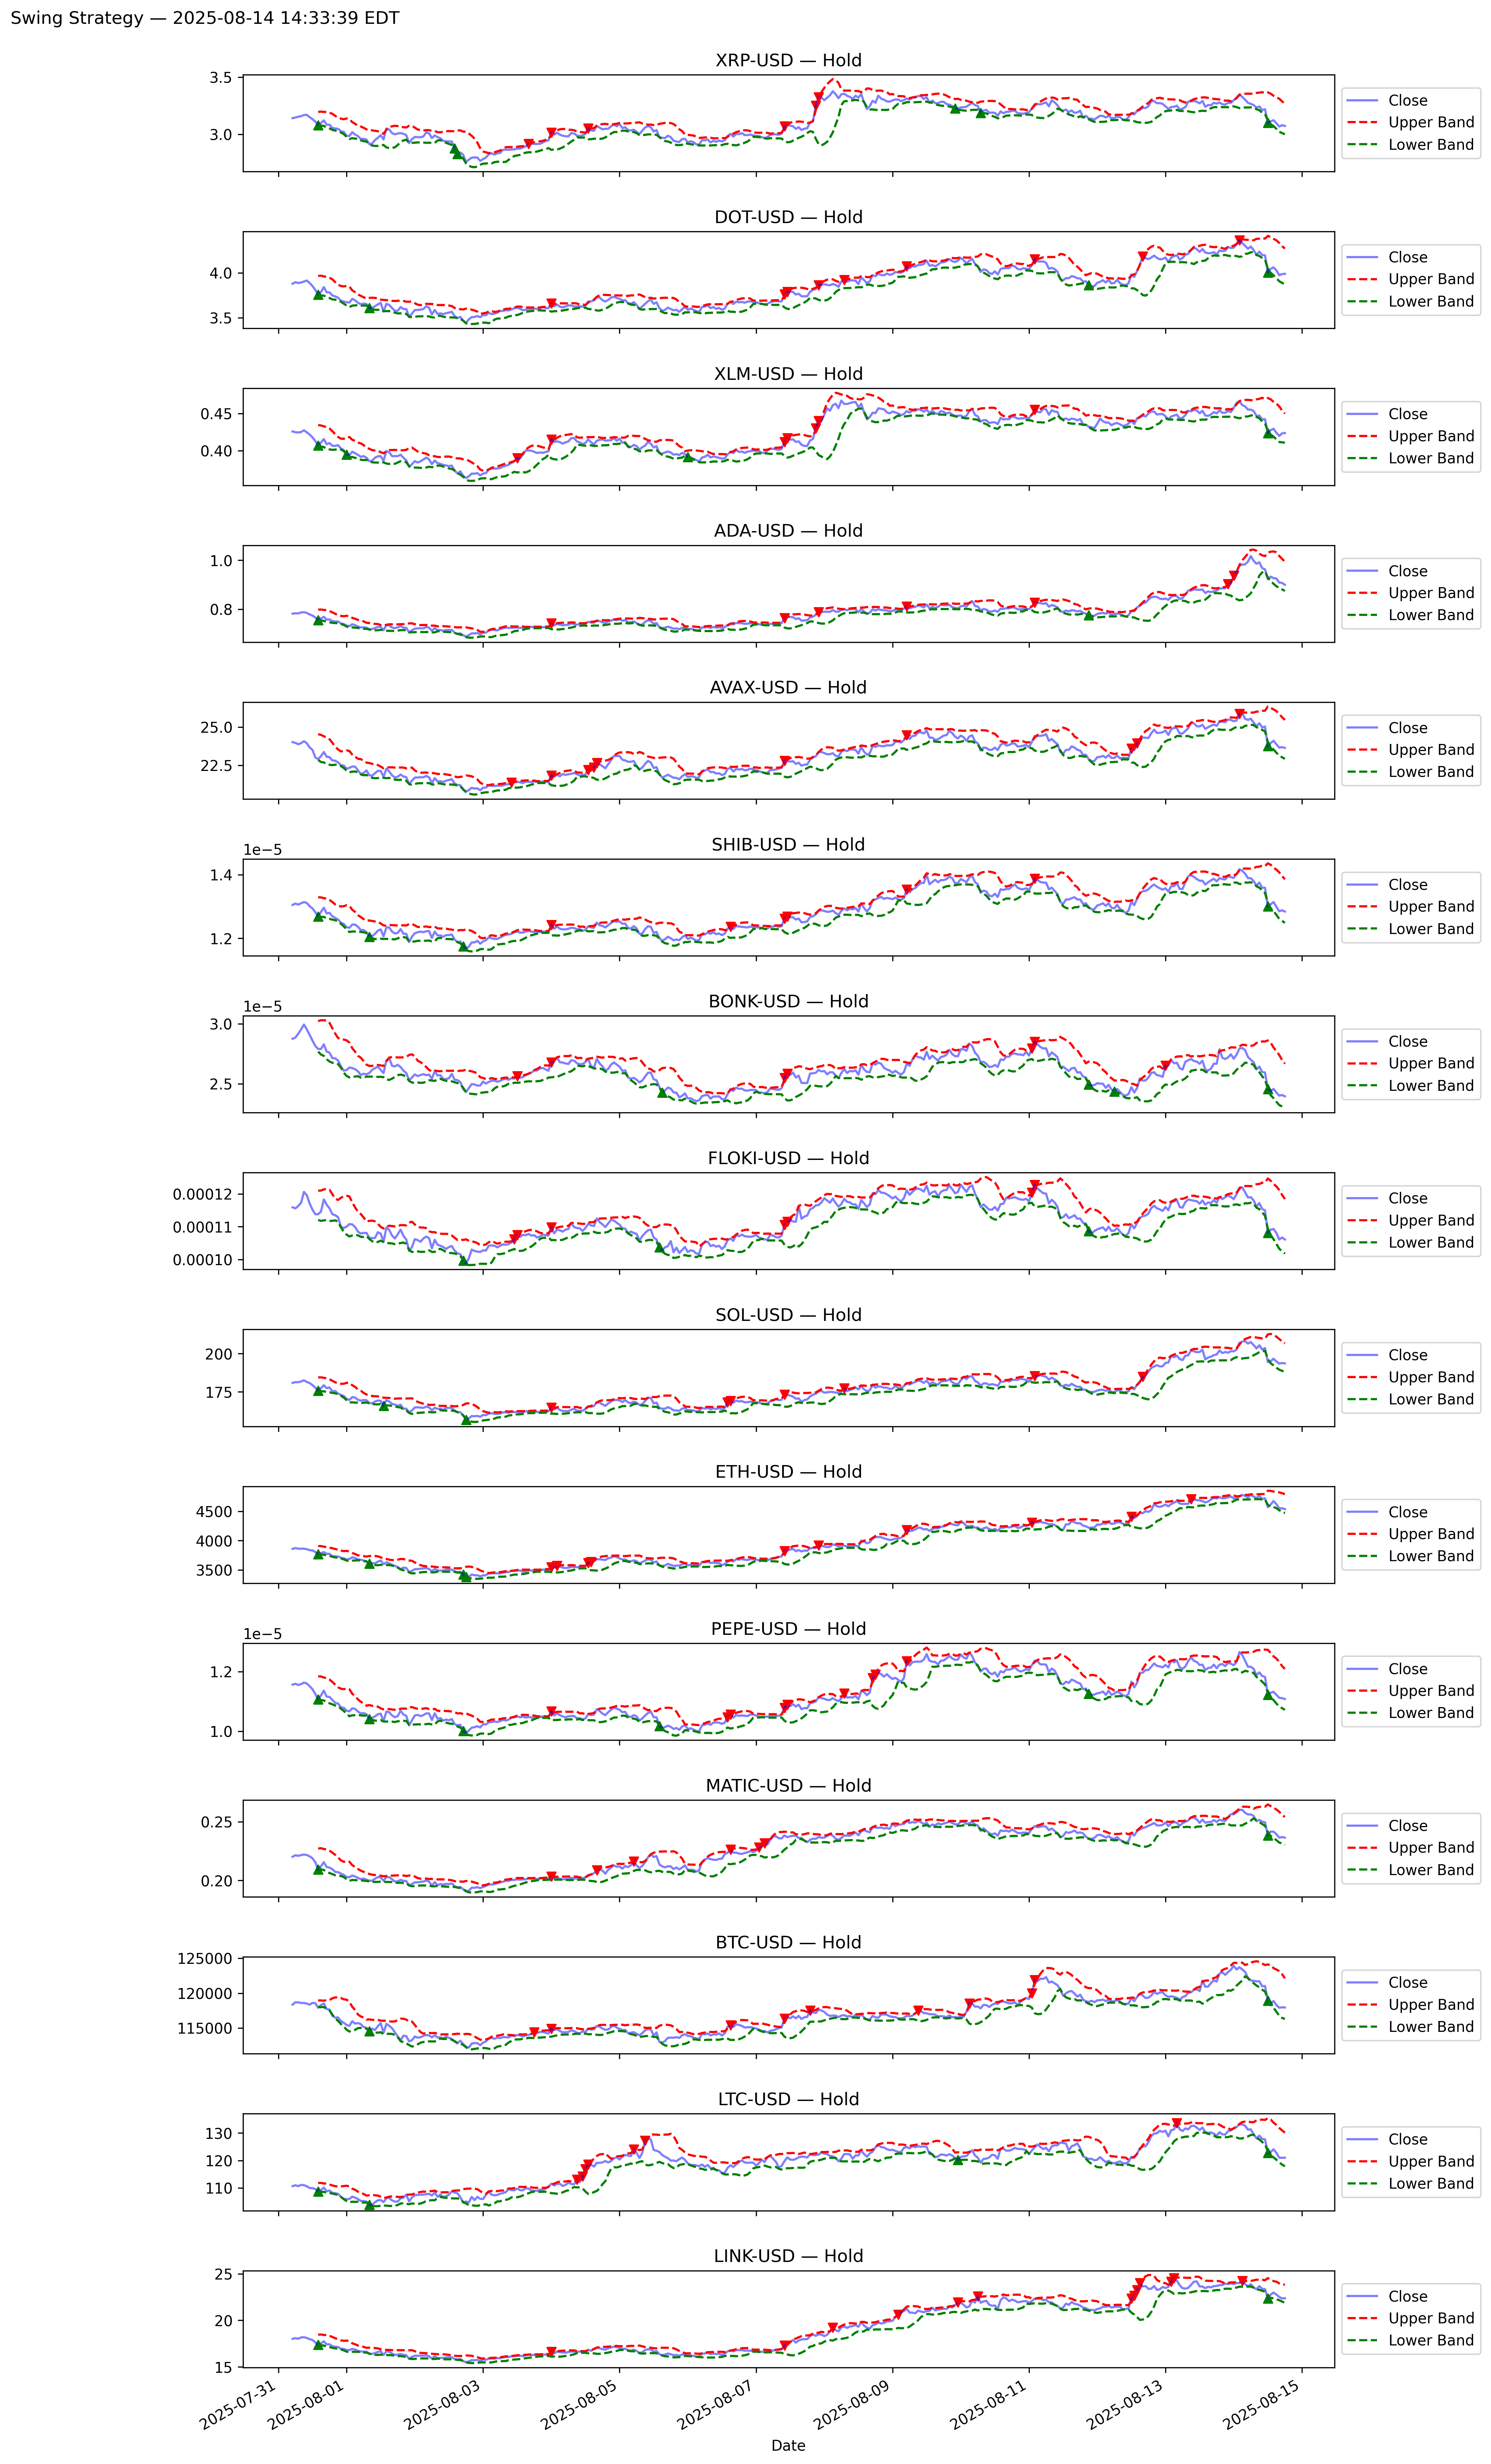 Swing Strategy — 2025-08-14 14:33:39 EDT
XRP-USD — Hold
3.5
3.0
Close
Upper Band
Lower Band
DOT-USD — Hold
4.0
3.5
Close
Upper Band
Lower Band
XLM-USD — Hold
0.45
0.40
Close
Upper Band
Lower Band
ADA-USD — Hold
1.0
0.8
Close
Upper Band
Lower Band
AVAX-USD — Hold
25.0
22.5
Close
Upper Band
Lower Band
SHIB-USD — Hold
1e−5
1.4
1.2
Close
Upper Band
Lower Band
BONK-USD — Hold
1e−5
3.0
2.5
Close
Upper Band
Lower Band
FLOKI-USD — Hold
0.00012
0.00011
0.00010
Close
Upper Band
Lower Band
SOL-USD — Hold
200
175
Close
Upper Band
Lower Band
ETH-USD — Hold
4500
4000
3500
Close
Upper Band
Lower Band
PEPE-USD — Hold
1e−5
1.2
1.0
Close
Upper Band
Lower Band
MATIC-USD — Hold
0.25
0.20
Close
Upper Band
Lower Band
BTC-USD — Hold
125000
120000
115000
Close
Upper Band
Lower Band
LTC-USD — Hold
130
120
110
Close
Upper Band
Lower Band
LINK-USD — Hold
25
20
15
Close
Upper Band
Lower Band
2025-07-31
2025-08-01
2025-08-03
2025-08-05
2025-08-07
2025-08-09
2025-08-11
2025-08-13
2025-08-15
Date